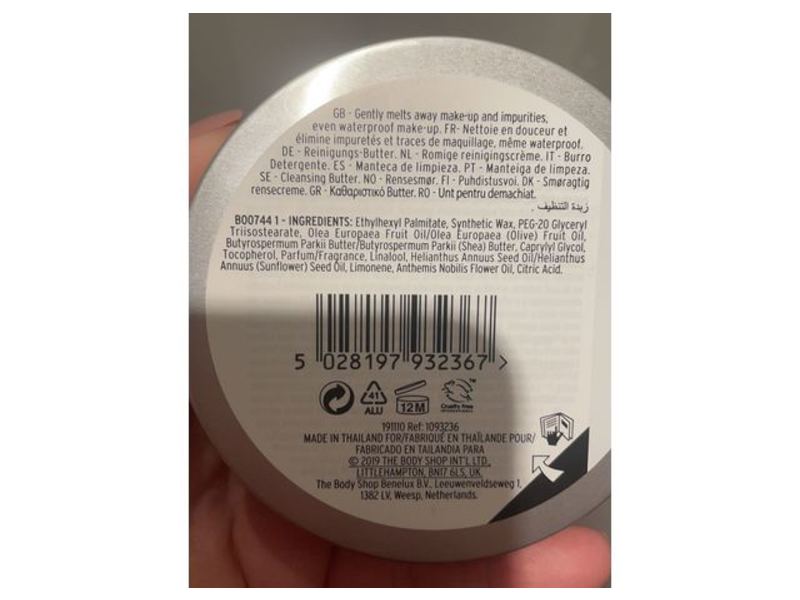 GB - Gently melts away make-up and impurities,
even waterproof make-up. FR- Nettoie en douceur et
élimine impuretés et traces de maquillage, même waterproof.
DE - Reinigungs-Butter. NL - Romige reinigingscrème. IT - Burro
Detergente. ES - Manteca de limpieza. PT - Manteiga de limpeza.
SE - Cleansing Butter. NO - Rensesmør. FI - Puhdistusvoi. DK - Smøragtig
rensecreme. GR - Καθαριστικό Butter. RO - Unt pentru demachiat.
زبدة التنظيف.
B00744 1 - INGREDIENTS: Ethylhexyl Palmitate, Synthetic Wax, PEG-20 Glyceryl
Triisostearate, Olea Europaea Fruit Oil/Olea Europaea (Olive) Fruit Oil,
Butyrospermum Parkii Butter/Butyrospermum Parkii (Shea) Butter, Caprylyl Glycol,
Tocopherol, Parfum/Fragrance, Linalool, Helianthus Annuus Seed Oil/Helianthus
Annuus (Sunflower) Seed Oil, Limonene, Anthemis Nobilis Flower Oil, Citric Acid.
5 028197 932367 >
41
ALU
12M
Cruelty free
191110 Ref: 1093236
MADE IN THAILAND FOR/FABRIQUÉ EN THAÏLANDE POUR/
FABRICADO EN TAILANDIA PARA
© 2019 THE BODY SHOP INT'L LTD.,
LITTLEHAMPTON, BN17 6LS, UK.
The Body Shop Benelux B.V., Leeuwenveldseweg 1,
1382 LV, Weesp, Netherlands.